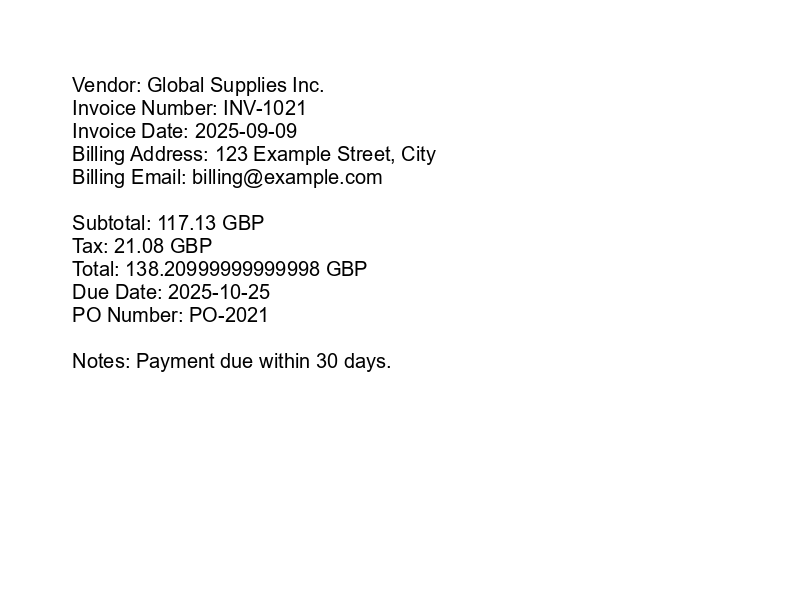 Vendor: Global Supplies Inc.
Invoice Number: INV-1021
Invoice Date: 2025-09-09
Billing Address: 123 Example Street, City
Billing Email: billing@example.com
Subtotal: 117.13 GBP
Tax: 21.08 GBP
Total: 138.20999999999998 GBP
Due Date: 2025-10-25
PO Number: PO-2021
Notes: Payment due within 30 days.